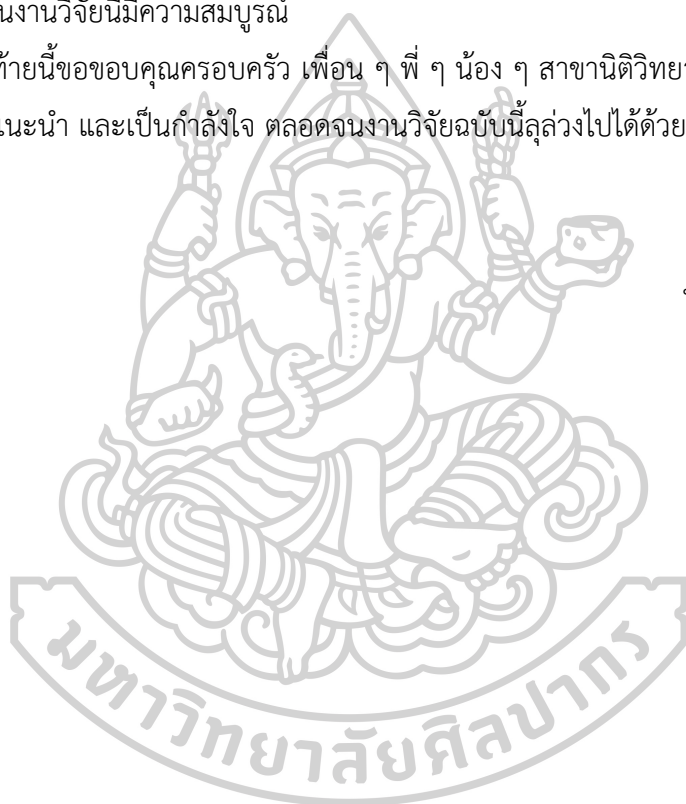 นงานวิจัยนี้มีความสมบูรณ์
ท้ายนี้ขอขอบคุณครอบครัว เพื่อน ๆ พี่ ๆ น้อง ๆ สาขานิติวิทยา
แนะนำ และเป็นกำลังใจ ตลอดจนงานวิจัยฉบับนี้ลุล่วงไปได้ด้วย
มหาวิทยาลัยศิลปากร